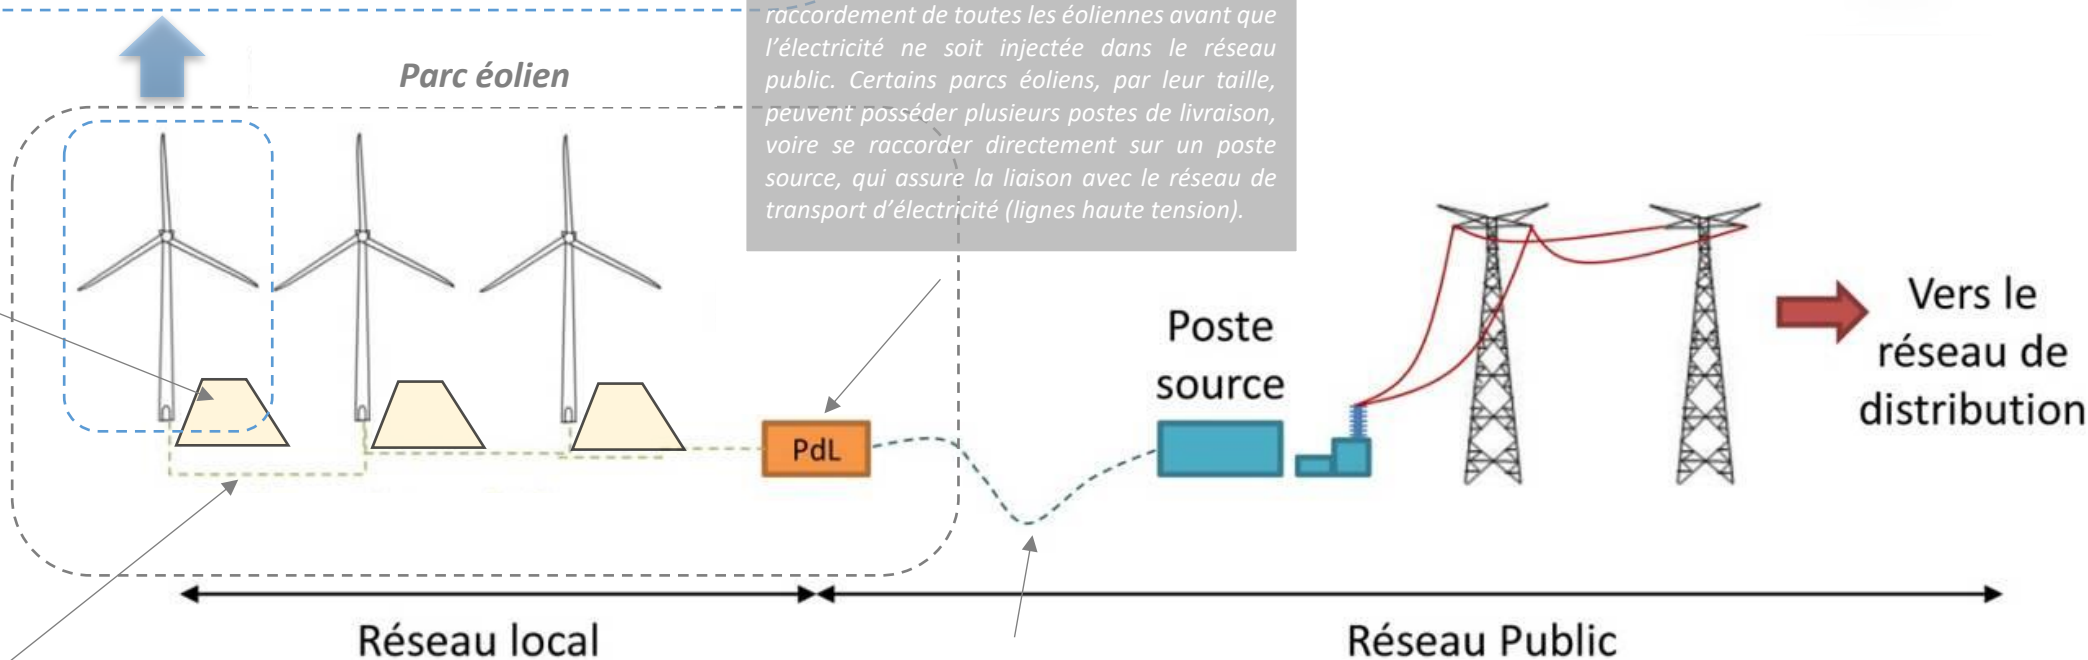 raccordement de toutes les éoliennes avant que
l’électricité ne soit injectée dans le réseau
public. Certains parcs éoliens, par leur taille,
peuvent posséder plusieurs postes de livraison,
voire se raccorder directement sur un poste
source, qui assure la liaison avec le réseau de
transport d’électricité (lignes haute tension).
Parc éolien
Poste
source
Vers le
réseau de
distribution
PdL
Réseau local
Réseau Public